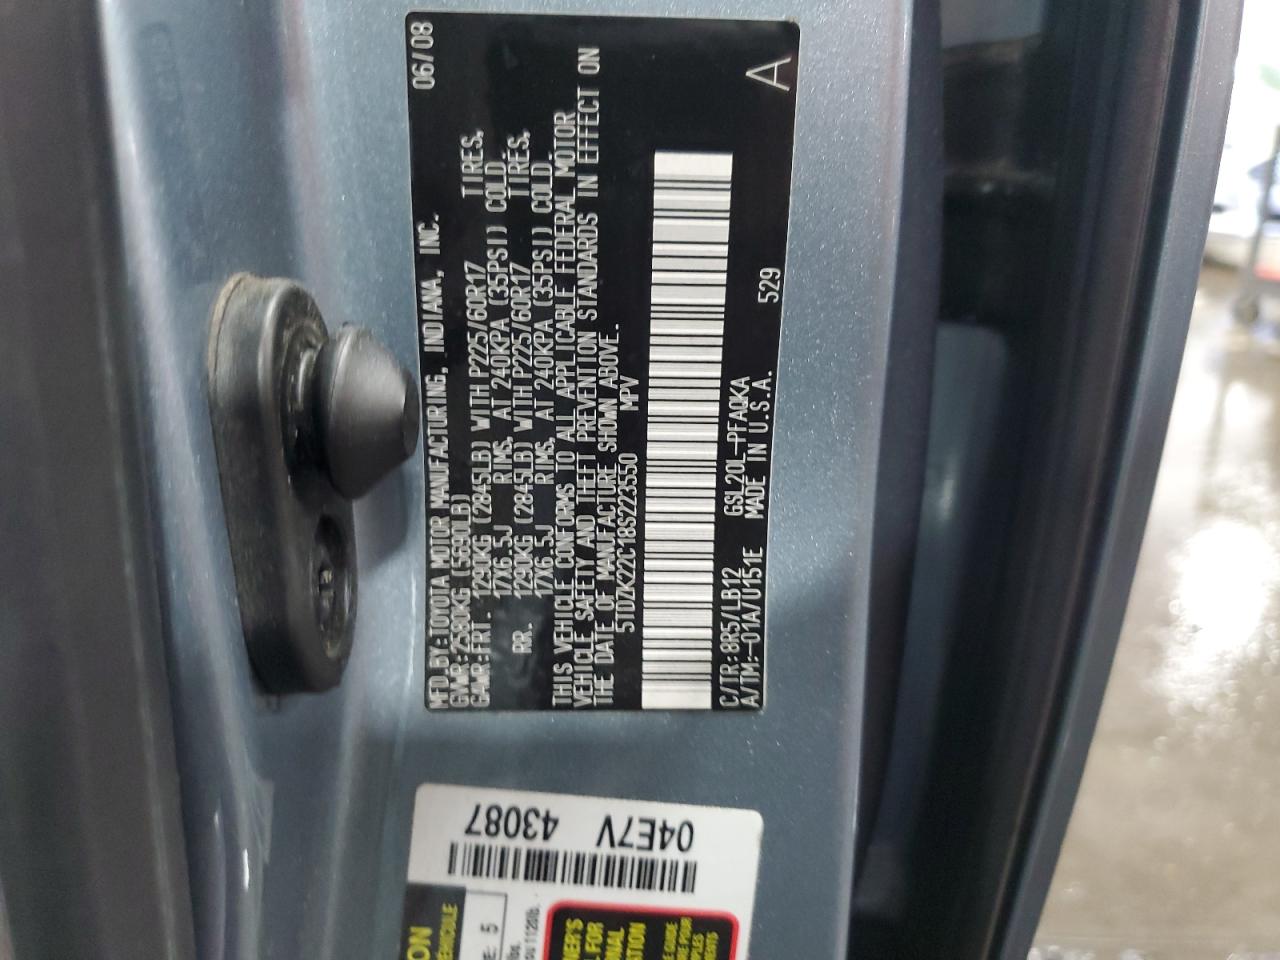 MFD.BY:TOYOTA MOTOR MANUFACTURING, INDIANA, INC. 06/08
GVWR:2580KG (5690LB)
GAWR:FRT. 1290KG (2845LB) WITH P225/60R17 TIRES,
17X6.5J RIMS, AT 240KPA (35PSI) COLD.
RR. 1290KG (2845LB) WITH P225/60R17 TIRES,
17X6.5J RIMS, AT 240KPA (35PSI) COLD.
THIS VEHICLE CONFORMS TO ALL APPLICABLE FEDERAL MOTOR
VEHICLE SAFETY AND THEFT PREVENTION STANDARDS IN EFFECT ON
THE DATE OF MANUFACTURE SHOWN ABOVE.
5TDZK22C18S223550 MPV
C/TR:8R5/LB12 GSL20L-PFAQKA
A/TM:-01A/U151E MADE IN U.S.A. 529 A
04E7V 43087
5
1120lb.